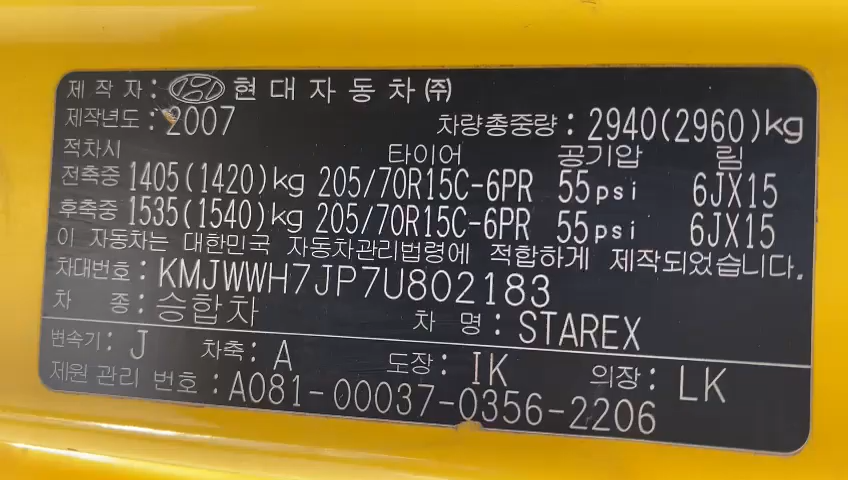 제 작 자 : 현 대 자 동 차 ㈜
제작년도 : 2007 차량총중량 : 2940(2960)kg
적차시 타이어 공기압 림
전축중 1405(1420)kg 205/70R15C-6PR 55psi 6JX15
후축중 1535(1540)kg 205/70R15C-6PR 55psi 6JX15
이 자동차는 대한민국 자동차관리법령에 적합하게 제작되었습니다.
차대번호 : KMJWWH7JP7U802183
차 종 : 승합차 차 명 : STAREX
변속기 : J 차축 : A 도장 : IK 의장 : LK
제원 관리 번호 : A081-00037-0356-2206